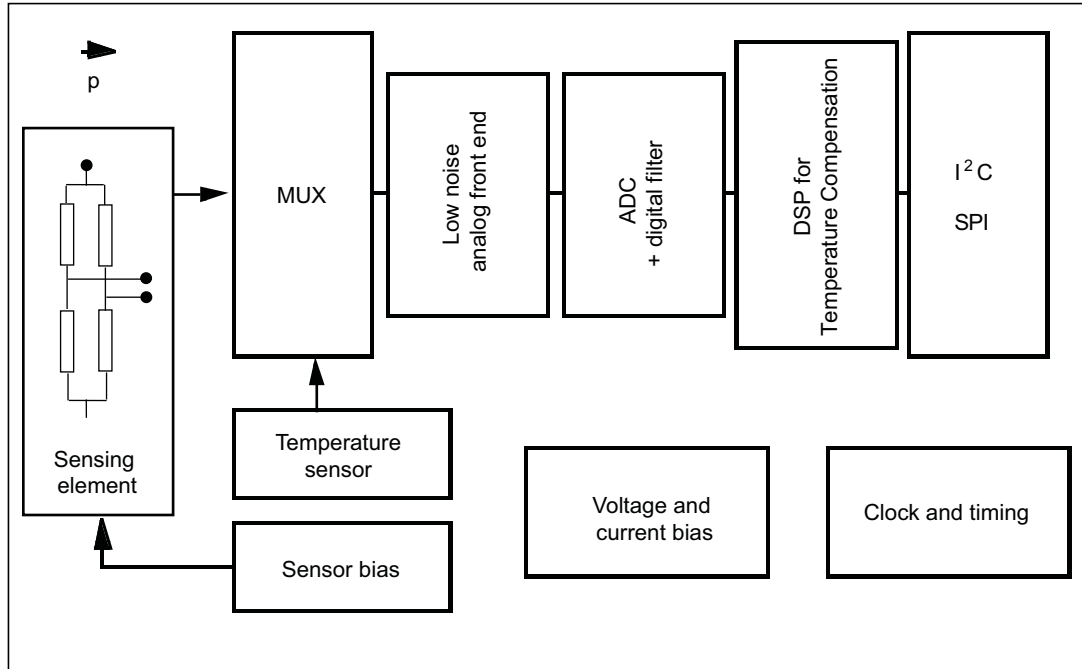 p
MUX
Low noise
analog front end
ADC
+ digital filter
DSP for
Temperature Compensation
I²C
SPI
Sensing
element
Temperature
sensor
Sensor bias
Voltage and
current bias
Clock and timing